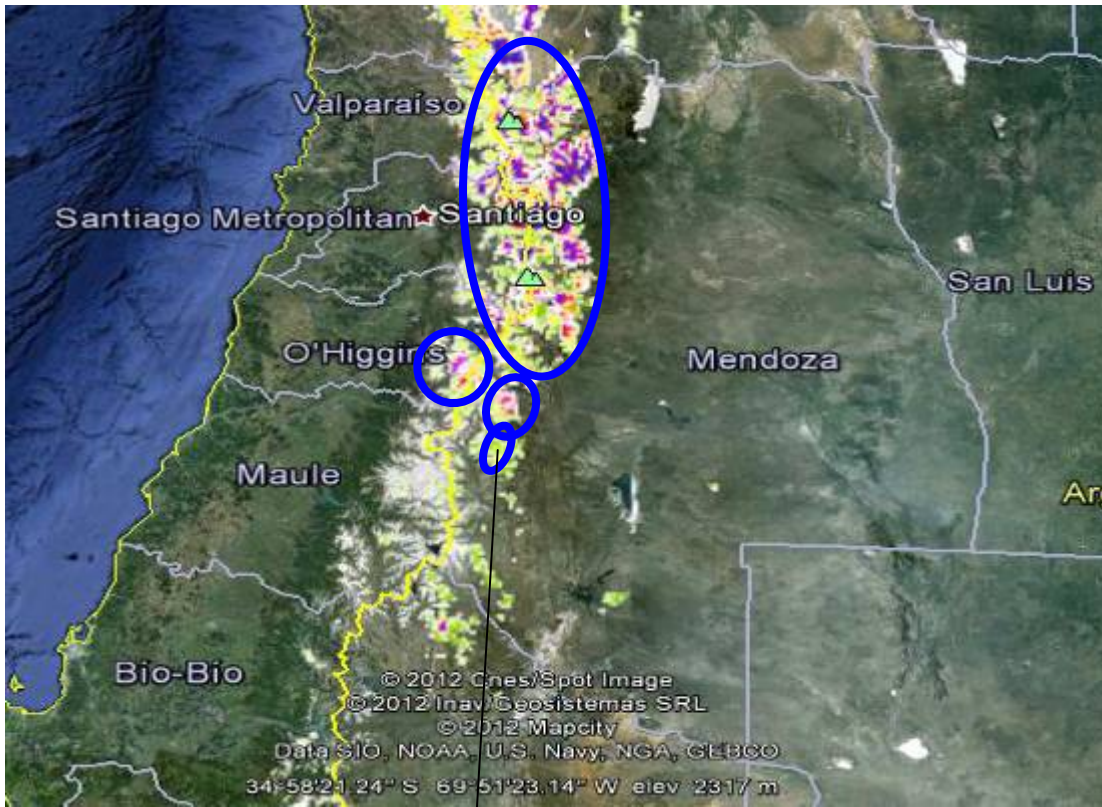 Valparaíso
Santiago Metropolitan
Santiago
San Luis
O'Higgins
Mendoza
Maule
Bio-Bio
© 2012 Cnes/Spot Image
© 2012 Inav/Geosistemas SRL
© 2012 Mapcity
Data SIO, NOAA, U.S. Navy, NGA, GEBCO
34°58'21.24" S 69°51'23.14" W elev 2317 m